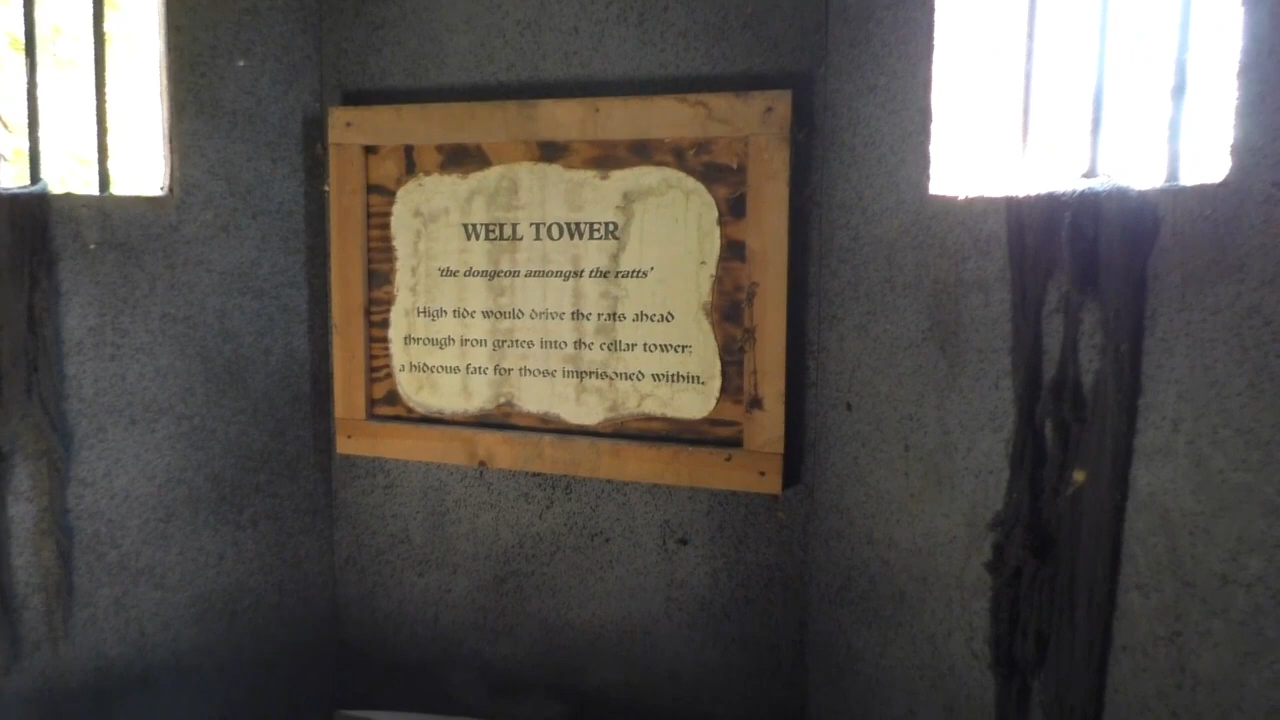 WELL TOWER
'the dongeon amongst the ratts'
High tide would drive the rats ahead
through iron grates into the cellar tower;
a hideous fate for those imprisoned within.